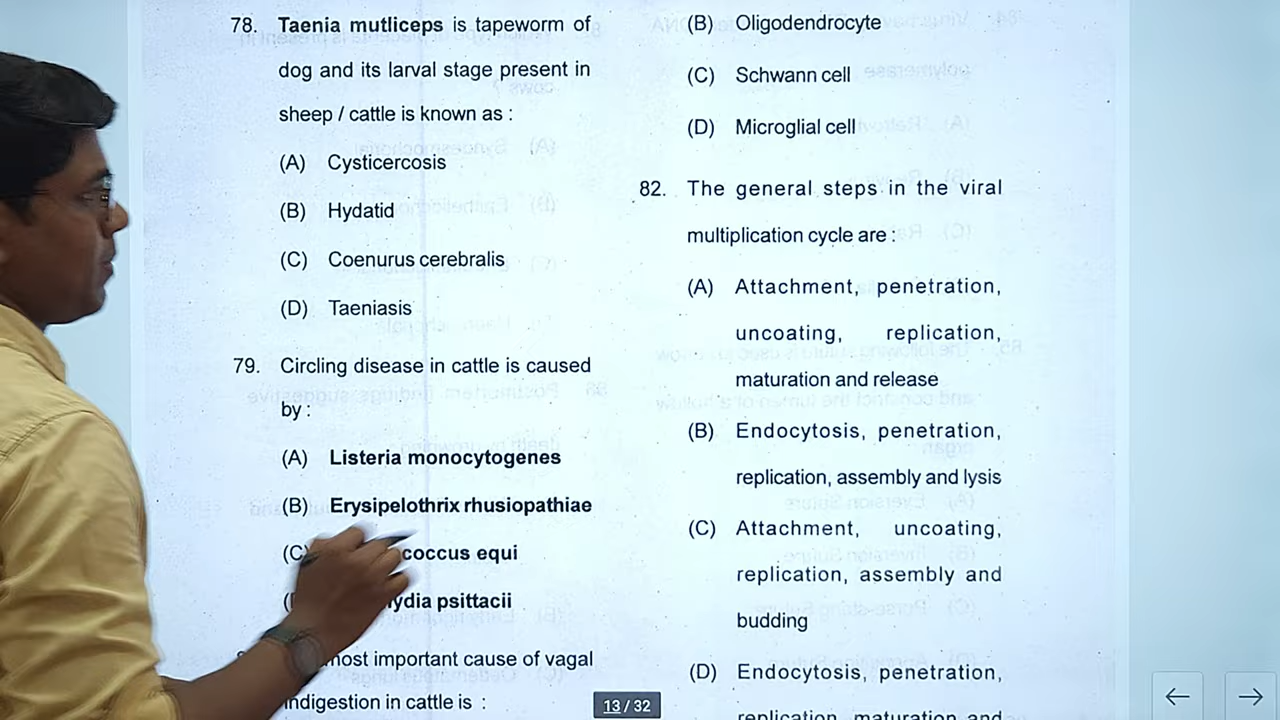 78. Taenia mutliceps is tapeworm of
dog and its larval stage present in
sheep / cattle is known as :
(A) Cysticercosis
(B) Hydatid
(C) Coenurus cerebralis
(D) Taeniasis
79. Circling disease in cattle is caused
by :
(A) Listeria monocytogenes
(B) Erysipelothrix rhusiopathiae
(C) coccus equi
psittacii
most important cause of vagal
indigestion in cattle is :
(B) Oligodendrocyte
(C) Schwann cell
(D) Microglial cell
82. The general steps in the viral
multiplication cycle are :
(A) Attachment, penetration,
uncoating, replication,
maturation and release
(B) Endocytosis, penetration,
replication, assembly and lysis
(C) Attachment, uncoating,
replication, assembly and
budding
(D) Endocytosis, penetration,
replication, maturation and
13 / 32